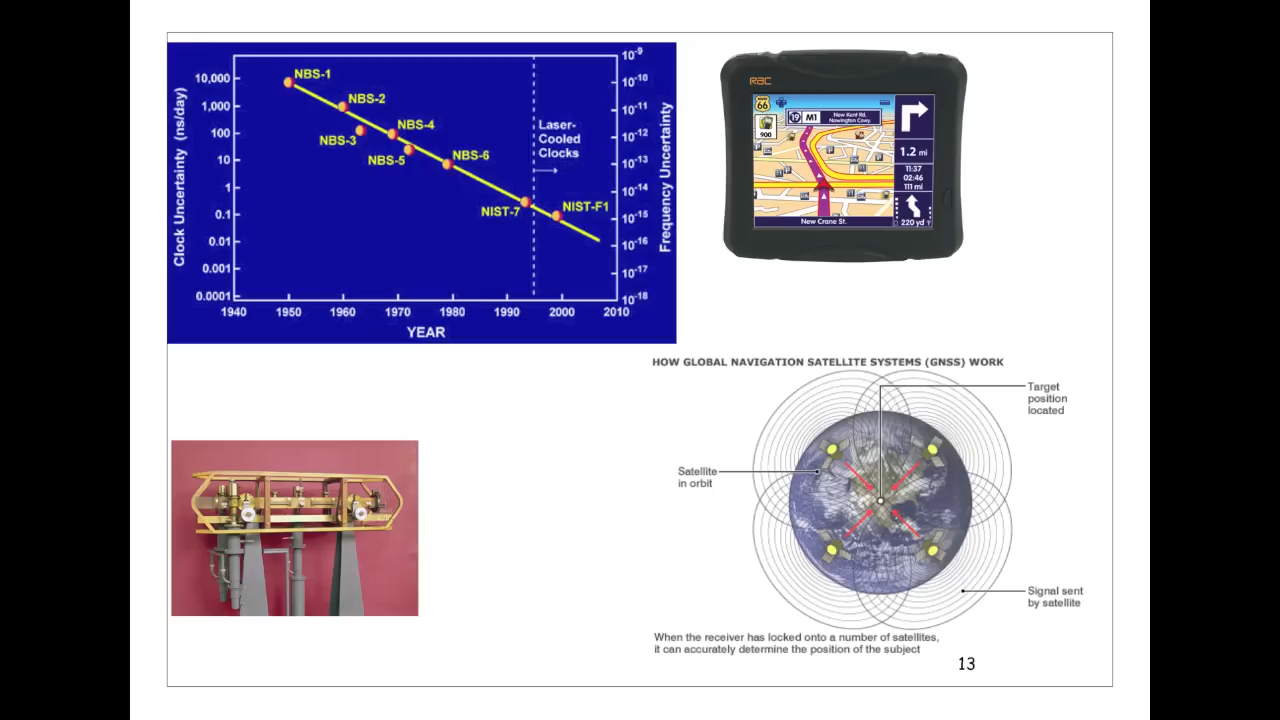 10,000
1,000
100
10
1
0.1
0.01
0.001
0.0001
Clock Uncertainty (ns/day)
NBS-1
NBS-2
NBS-3
NBS-4
NBS-5
NBS-6
NIST-7
NIST-F1
Laser-
Cooled
Clocks
10-9
10-10
10-11
10-12
10-13
10-14
10-15
10-16
10-17
10-18
Frequency Uncertainty
1940 1950 1960 1970 1980 1990 2000 2010
YEAR
RAC
66
900
19 M1 New Kent Rd.
Newington Cswy.
1.2 mi
11:37
02:46
111 mi
220 yd
New Crane St.
HOW GLOBAL NAVIGATION SATELLITE SYSTEMS (GNSS) WORK
Target
position
located
Satellite
in orbit
Signal sent
by satellite
When the receiver has locked onto a number of satellites,
it can accurately determine the position of the subject
13